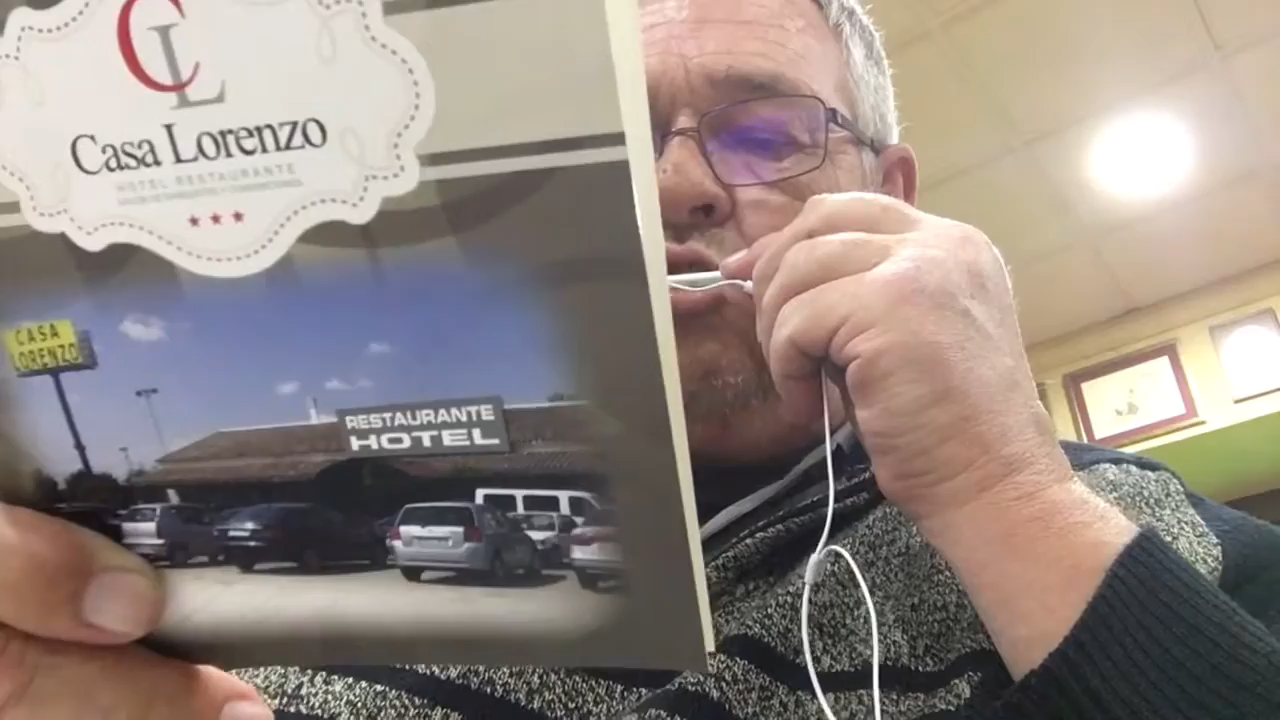 CL
Casa Lorenzo
HOTEL RESTAURANTE
CASA
LORENZO
RESTAURANTE
HOTEL